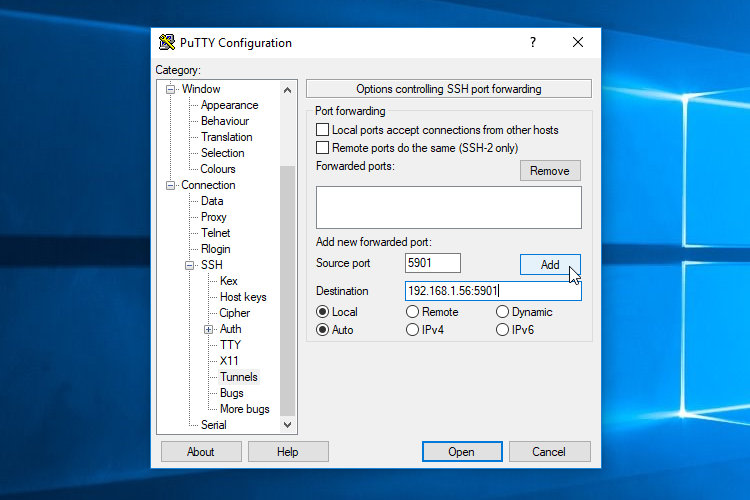 PuTTY Configuration
?
Category:
Window
Appearance
Behaviour
Translation
Selection
Colours
Connection
Data
Proxy
Telnet
Rlogin
SSH
Kex
Host keys
Cipher
Auth
TTY
X11
Tunnels
Bugs
More bugs
Serial
Options controlling SSH port forwarding
Port forwarding
Local ports accept connections from other hosts
Remote ports do the same (SSH-2 only)
Forwarded ports:
Remove
Add new forwarded port:
Source port 5901 Add
Destination 192.168.1.56:5901
Local Remote Dynamic
Auto IPv4 IPv6
About Help Open Cancel